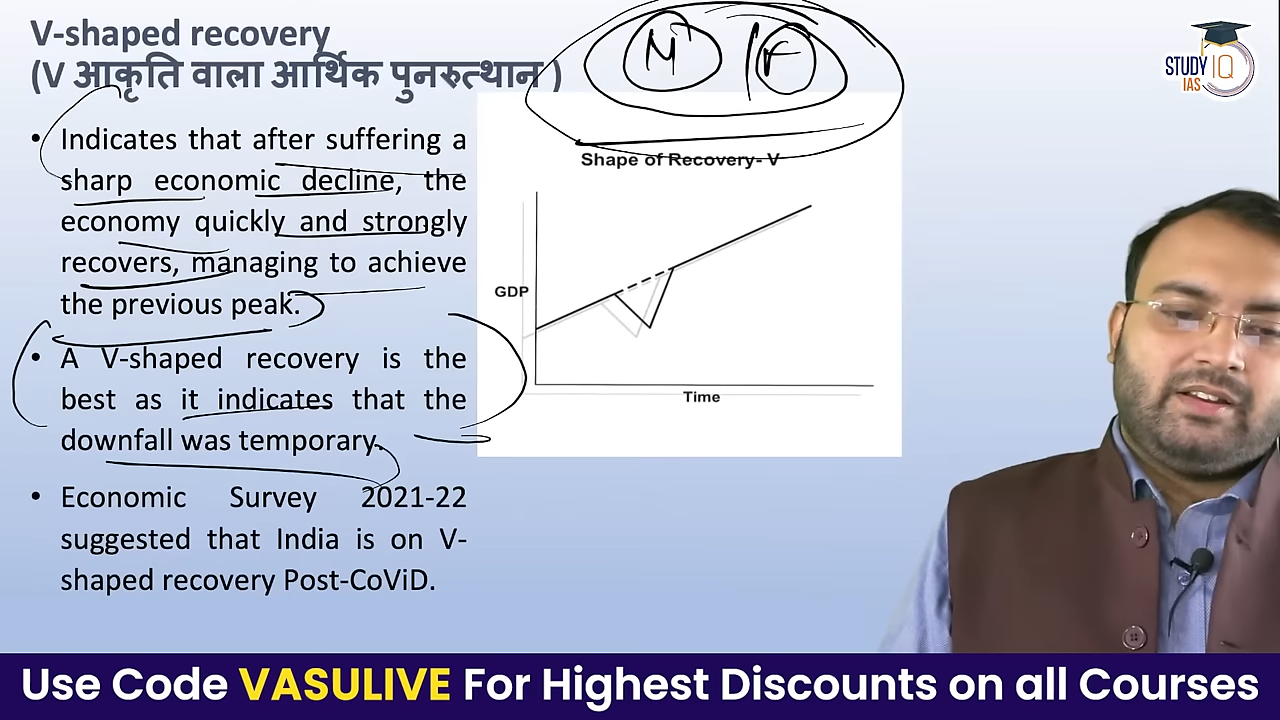 V-shaped recovery
(V आकृति वाला आर्थिक पुनरुत्थान )
• Indicates that after suffering a
sharp economic decline, the
economy quickly and strongly
recovers, managing to achieve
the previous peak.
• A V-shaped recovery is the
best as it indicates that the
downfall was temporary.
• Economic Survey 2021-22
suggested that India is on V-
shaped recovery Post-CoViD.
M
F
Shape of Recovery- V
GDP
Time
STUDY IQ
IAS
Use Code VASULIVE For Highest Discounts on all Courses